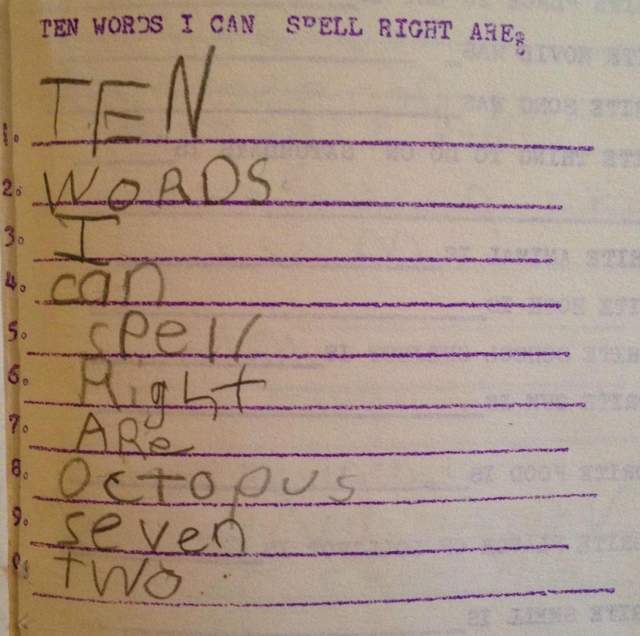 TEN WORDS I CAN SPELL RIGHT ARE:
1. TEN
2. WORDS
3. I
4. can
5. spell
6. Right
7. ARe
8. Octopus
9. seven
two